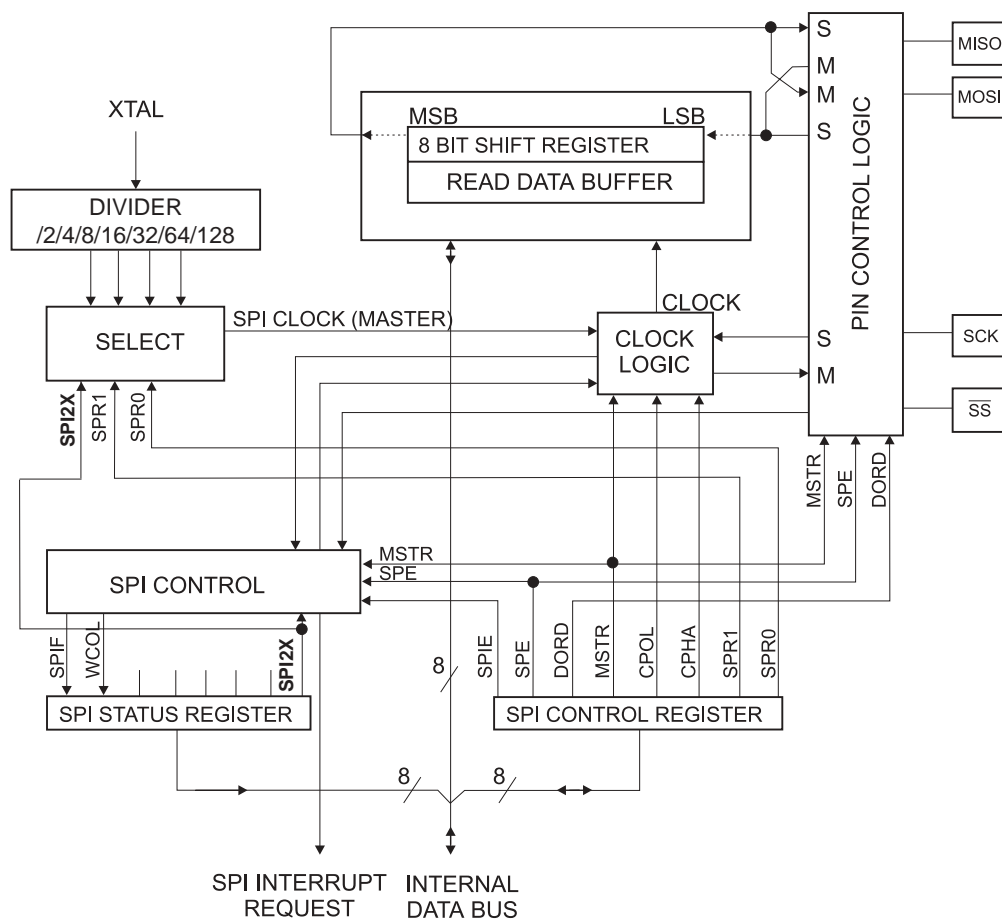 S
MISO
M
M
MOSI
S
XTAL
MSB
LSB
8 BIT SHIFT REGISTER
READ DATA BUFFER
PIN CONTROL LOGIC
DIVIDER
/2/4/8/16/32/64/128
SPI CLOCK (MASTER)
CLOCK
SELECT
CLOCK
LOGIC
S
M
SCK
SS
SPI2X
SPR1
SPR0
MSTR
SPE
DORD
MSTR
SPE
SPI CONTROL
SPIF
WCOL
SPI2X
8
SPIE
SPE
DORD
MSTR
CPOL
CPHA
SPR1
SPR0
SPI STATUS REGISTER
SPI CONTROL REGISTER
8
8
SPI INTERRUPT
REQUEST
INTERNAL
DATA BUS